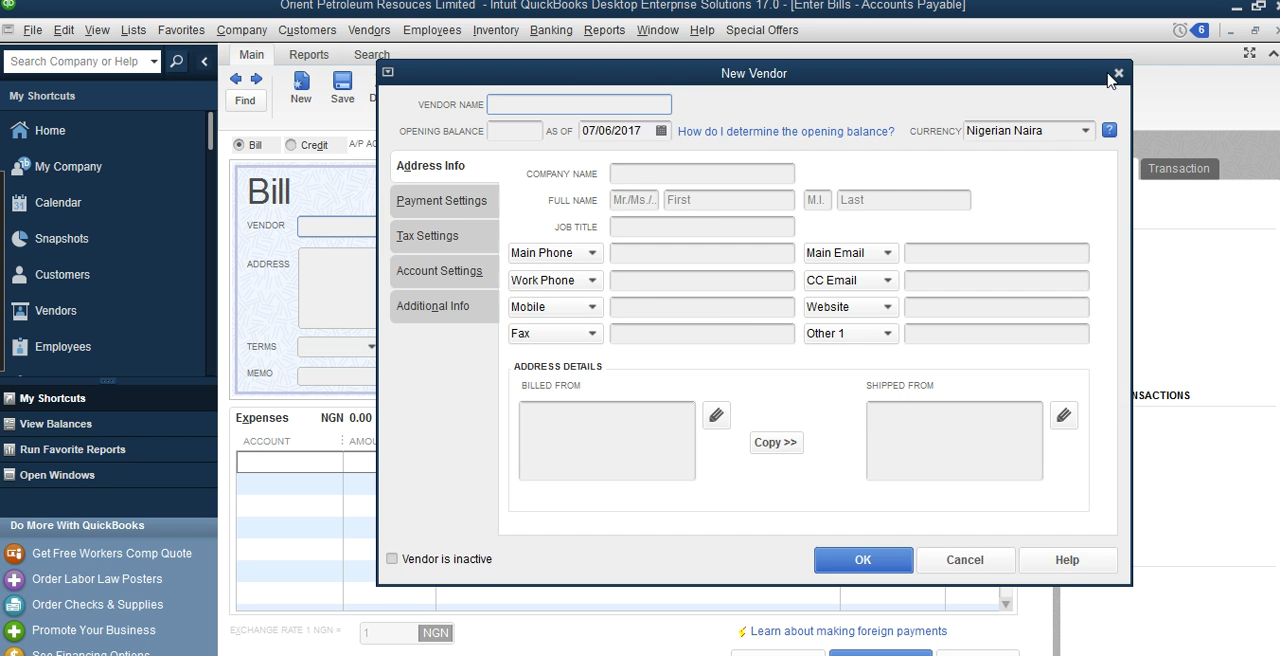 Orient Petroleum Resouces Limited - Intuit QuickBooks Desktop Enterprise Solutions 17.0 - [Enter Bills - Accounts Payable]
File Edit View Lists Favorites Company Customers Vendors Employees Inventory Banking Reports Window Help Special Offers 6
Search Company or Help
Main Reports Search
My Shortcuts
Home
My Company
Calendar
Snapshots
Customers
Vendors
Employees
My Shortcuts
View Balances
Run Favorite Reports
Open Windows
Do More With QuickBooks
Get Free Workers Comp Quote
Order Labor Law Posters
Order Checks & Supplies
Promote Your Business
See Financing Options
Find New Save D
Bill Credit A/P AC
Bill
VENDOR
ADDRESS
TERMS
MEMO
Expenses NGN 0.00
ACCOUNT AMOU
EXCHANGE RATE 1 NGN = 1 NGN
Learn about making foreign payments
New Vendor
VENDOR NAME
OPENING BALANCE AS OF 07/06/2017 How do I determine the opening balance? CURRENCY Nigerian Naira ?
Address Info
Payment Settings
Tax Settings
Account Settings
Additional Info
COMPANY NAME
FULL NAME Mr./Ms./.. First M.I. Last
JOB TITLE
Main Phone Main Email
Work Phone CC Email
Mobile Website
Fax Other 1
ADDRESS DETAILS
BILLED FROM SHIPPED FROM
Copy >>
Vendor is inactive
OK Cancel Help
Transaction
NSACTIONS